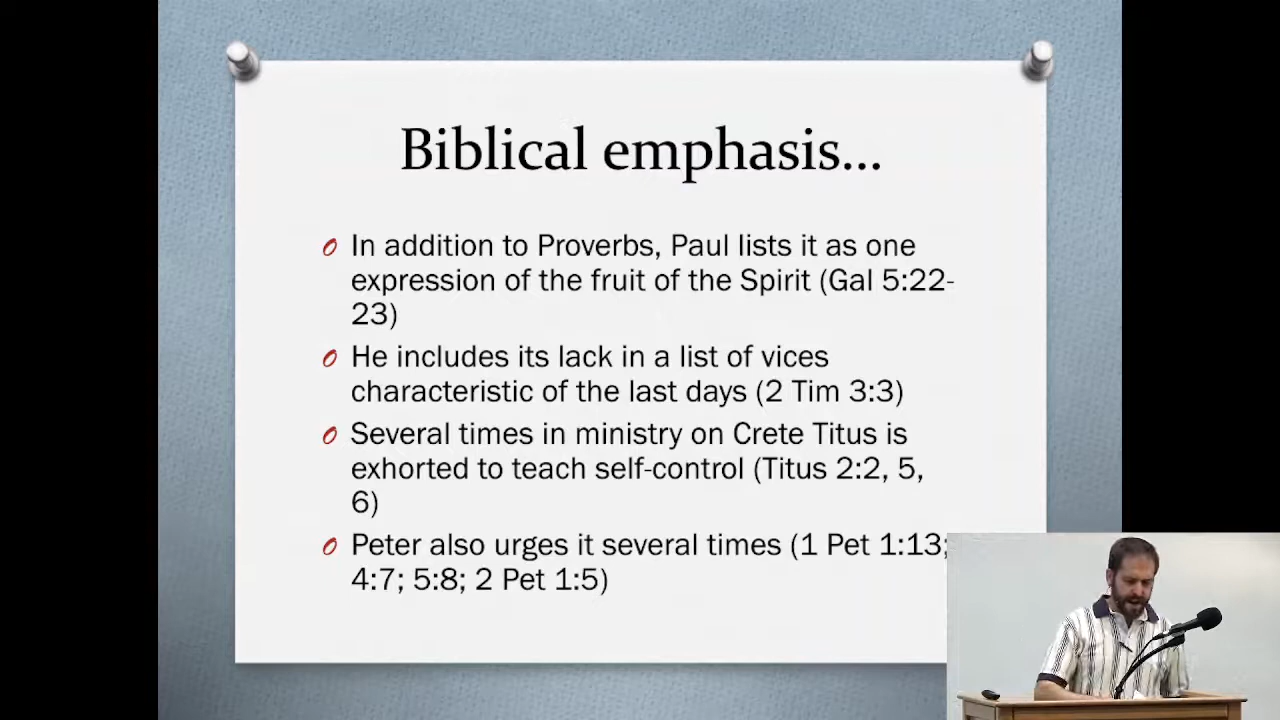 Biblical emphasis...
In addition to Proverbs, Paul lists it as one
expression of the fruit of the Spirit (Gal 5:22-
23)
He includes its lack in a list of vices
characteristic of the last days (2 Tim 3:3)
Several times in ministry on Crete Titus is
exhorted to teach self-control (Titus 2:2, 5,
6)
Peter also urges it several times (1 Pet 1:13;
4:7; 5:8; 2 Pet 1:5)